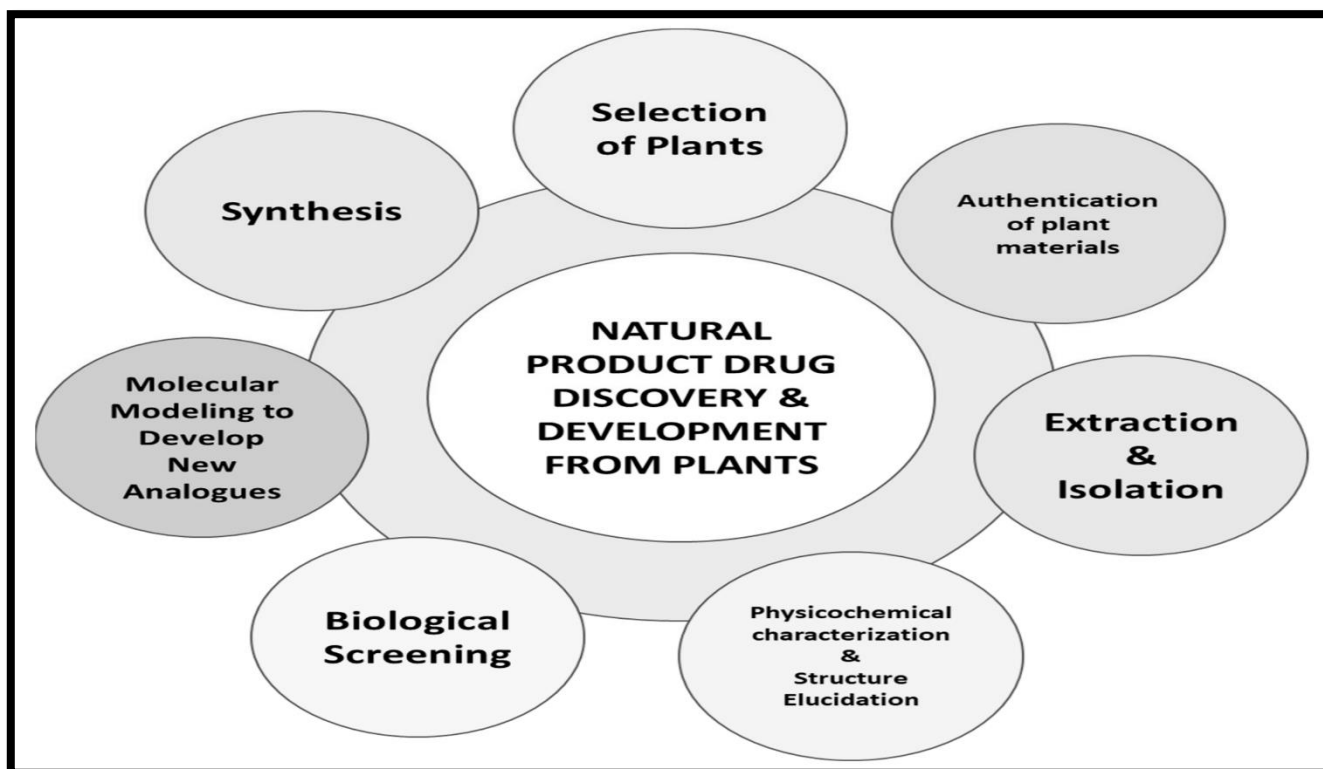 NATURAL
PRODUCT DRUG
DISCOVERY &
DEVELOPMENT
FROM PLANTS
Selection
of Plants
Authentication
of plant
materials
Extraction
&
Isolation
Physicochemical
characterization
&
Structure
Elucidation
Biological
Screening
Molecular
Modeling to
Develop
New
Analogues
Synthesis